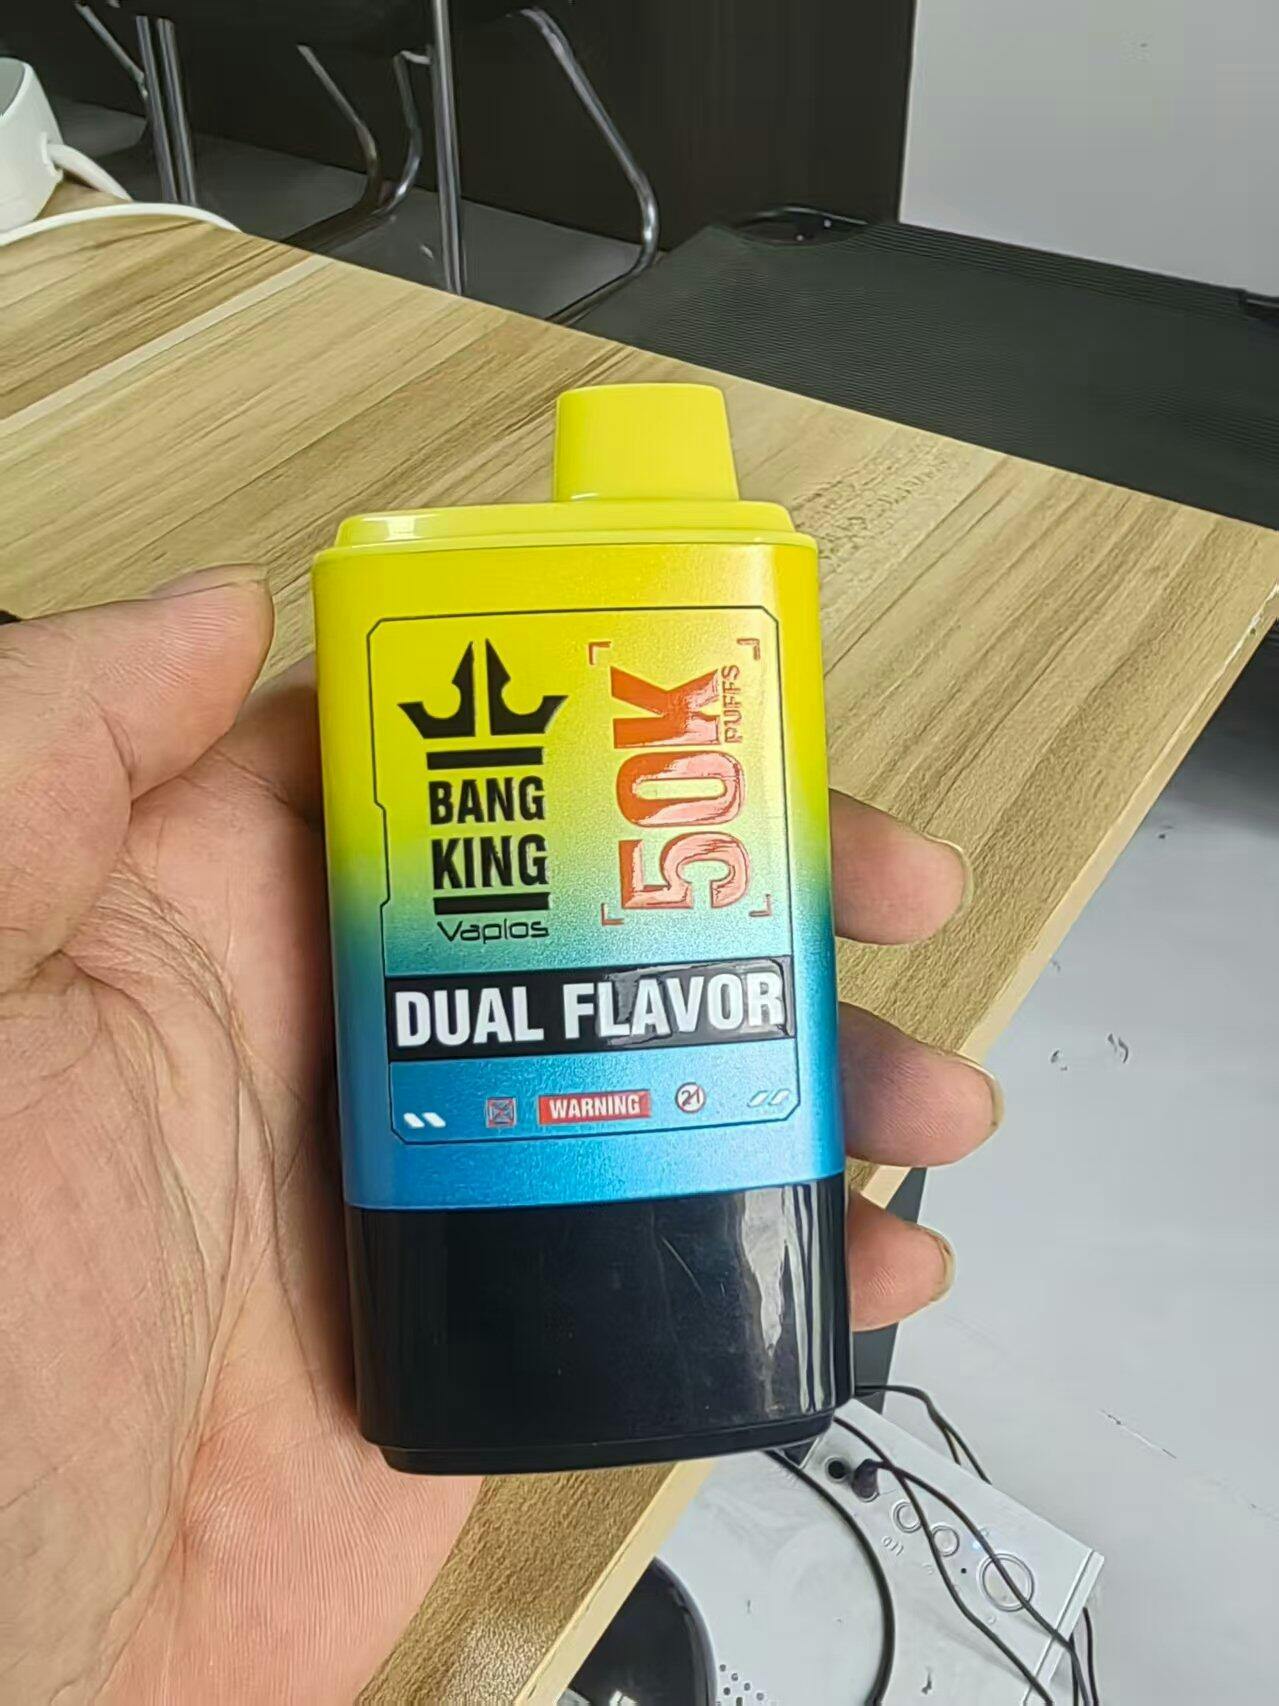 BANG
KING
Vaplos
50K
PUFFS
DUAL FLAVOR
WARNING
21